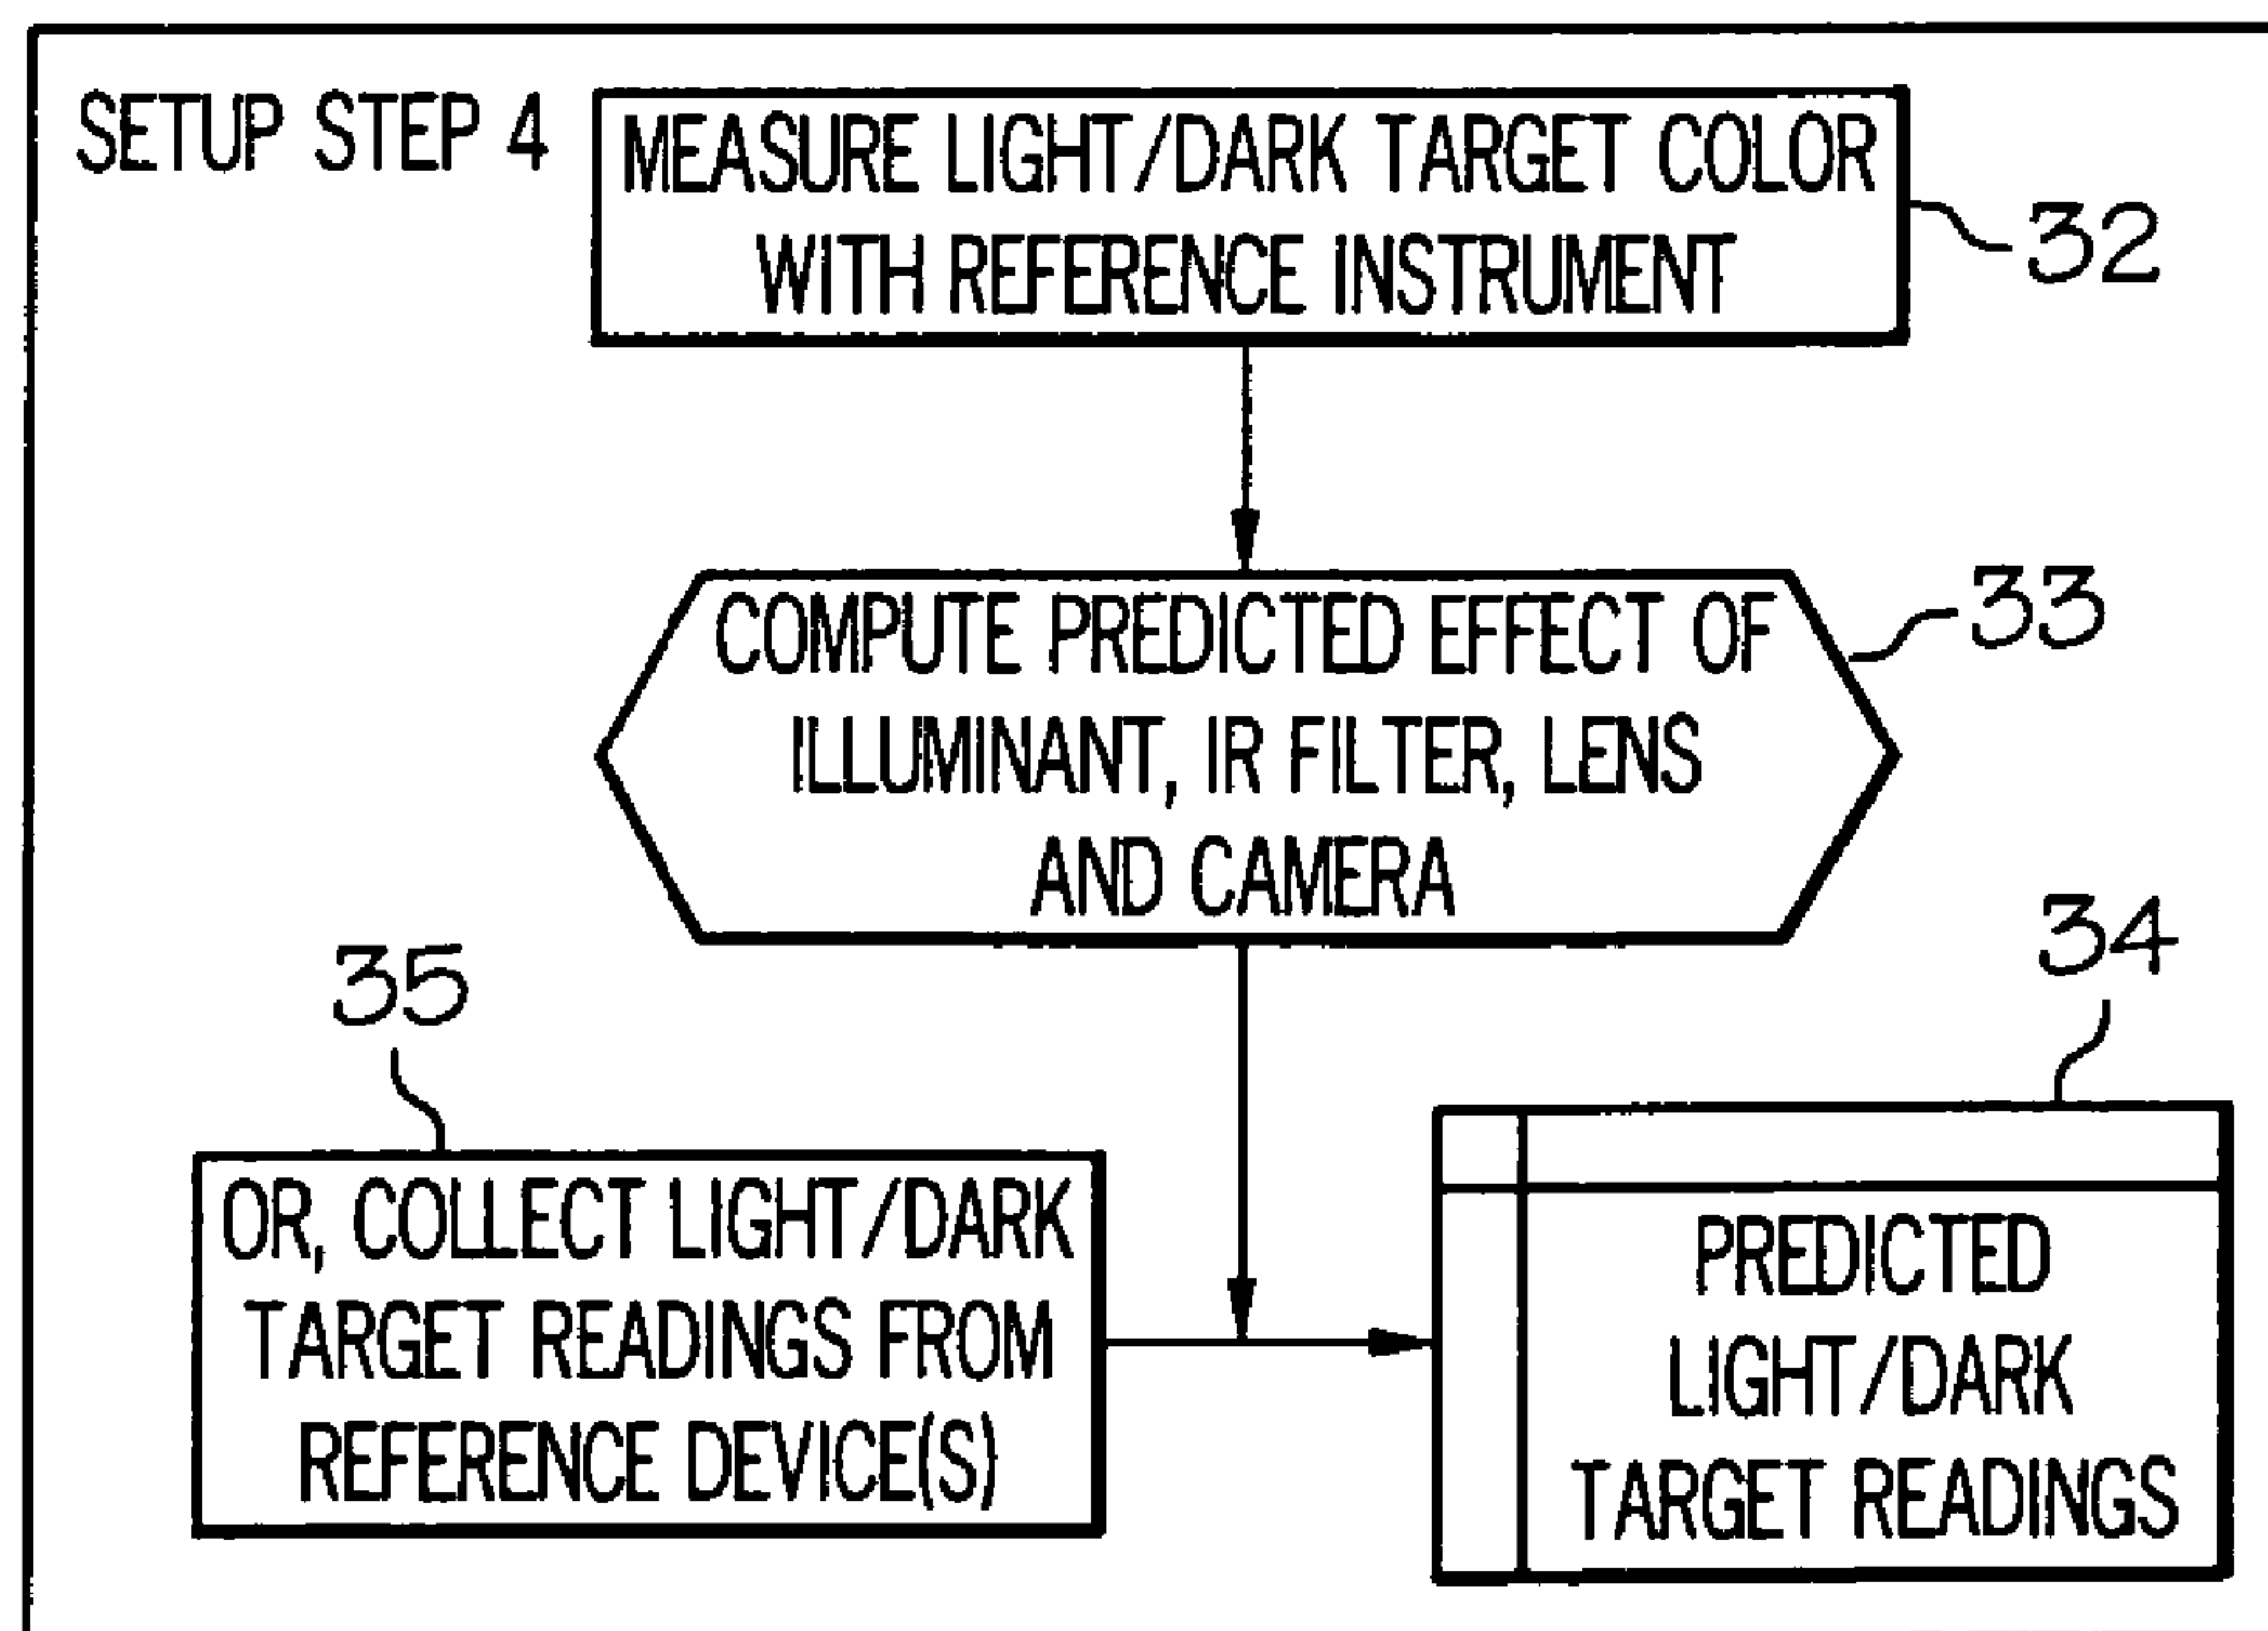 SETUP STEP 4
MEASURE LIGHT/DARK TARGET COLOR
WITH REFERENCE INSTRUMENT
32
COMPUTE PREDICTED EFFECT OF
ILLUMINANT, IR FILTER, LENS
AND CAMERA
33
35
OR, COLLECT LIGHT/DARK
TARGET READINGS FROM
REFERENCE DEVICE(S)
34
PREDICTED
LIGHT/DARK
TARGET READINGS